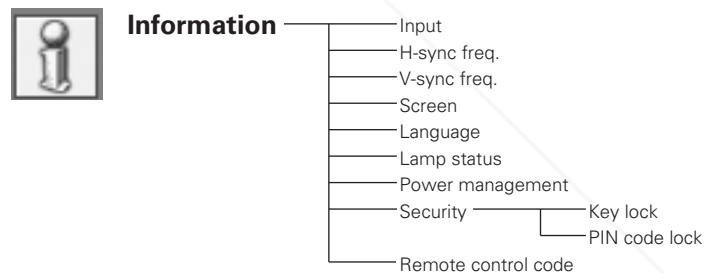 Information
Input
H-sync freq.
V-sync freq.
Screen
Language
Lamp status
Power management
Security
Key lock
PIN code lock
Remote control code